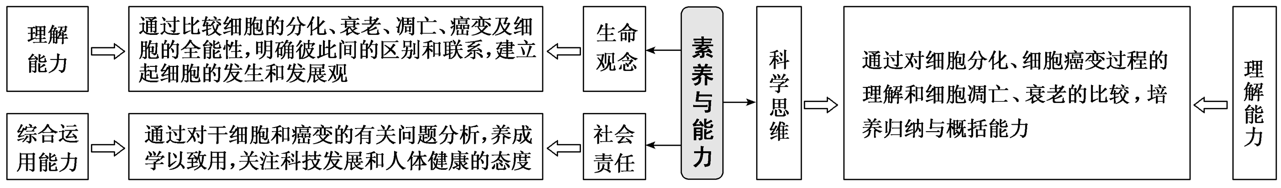 理解
能力
通过比较细胞的分化、衰老、凋亡、癌变及细
胞的全能性,明确彼此间的区别和联系,建立
起细胞的发生和发展观
生命
观念
综合运
用能力
通过对干细胞和癌变的有关问题分析,养成
学以致用,关注科技发展和人体健康的态度
社会
责任
素养与能力
科学思维
通过对细胞分化、细胞癌变过程的
理解和细胞凋亡、衰老的比较,培
养归纳与概括能力
理解能力